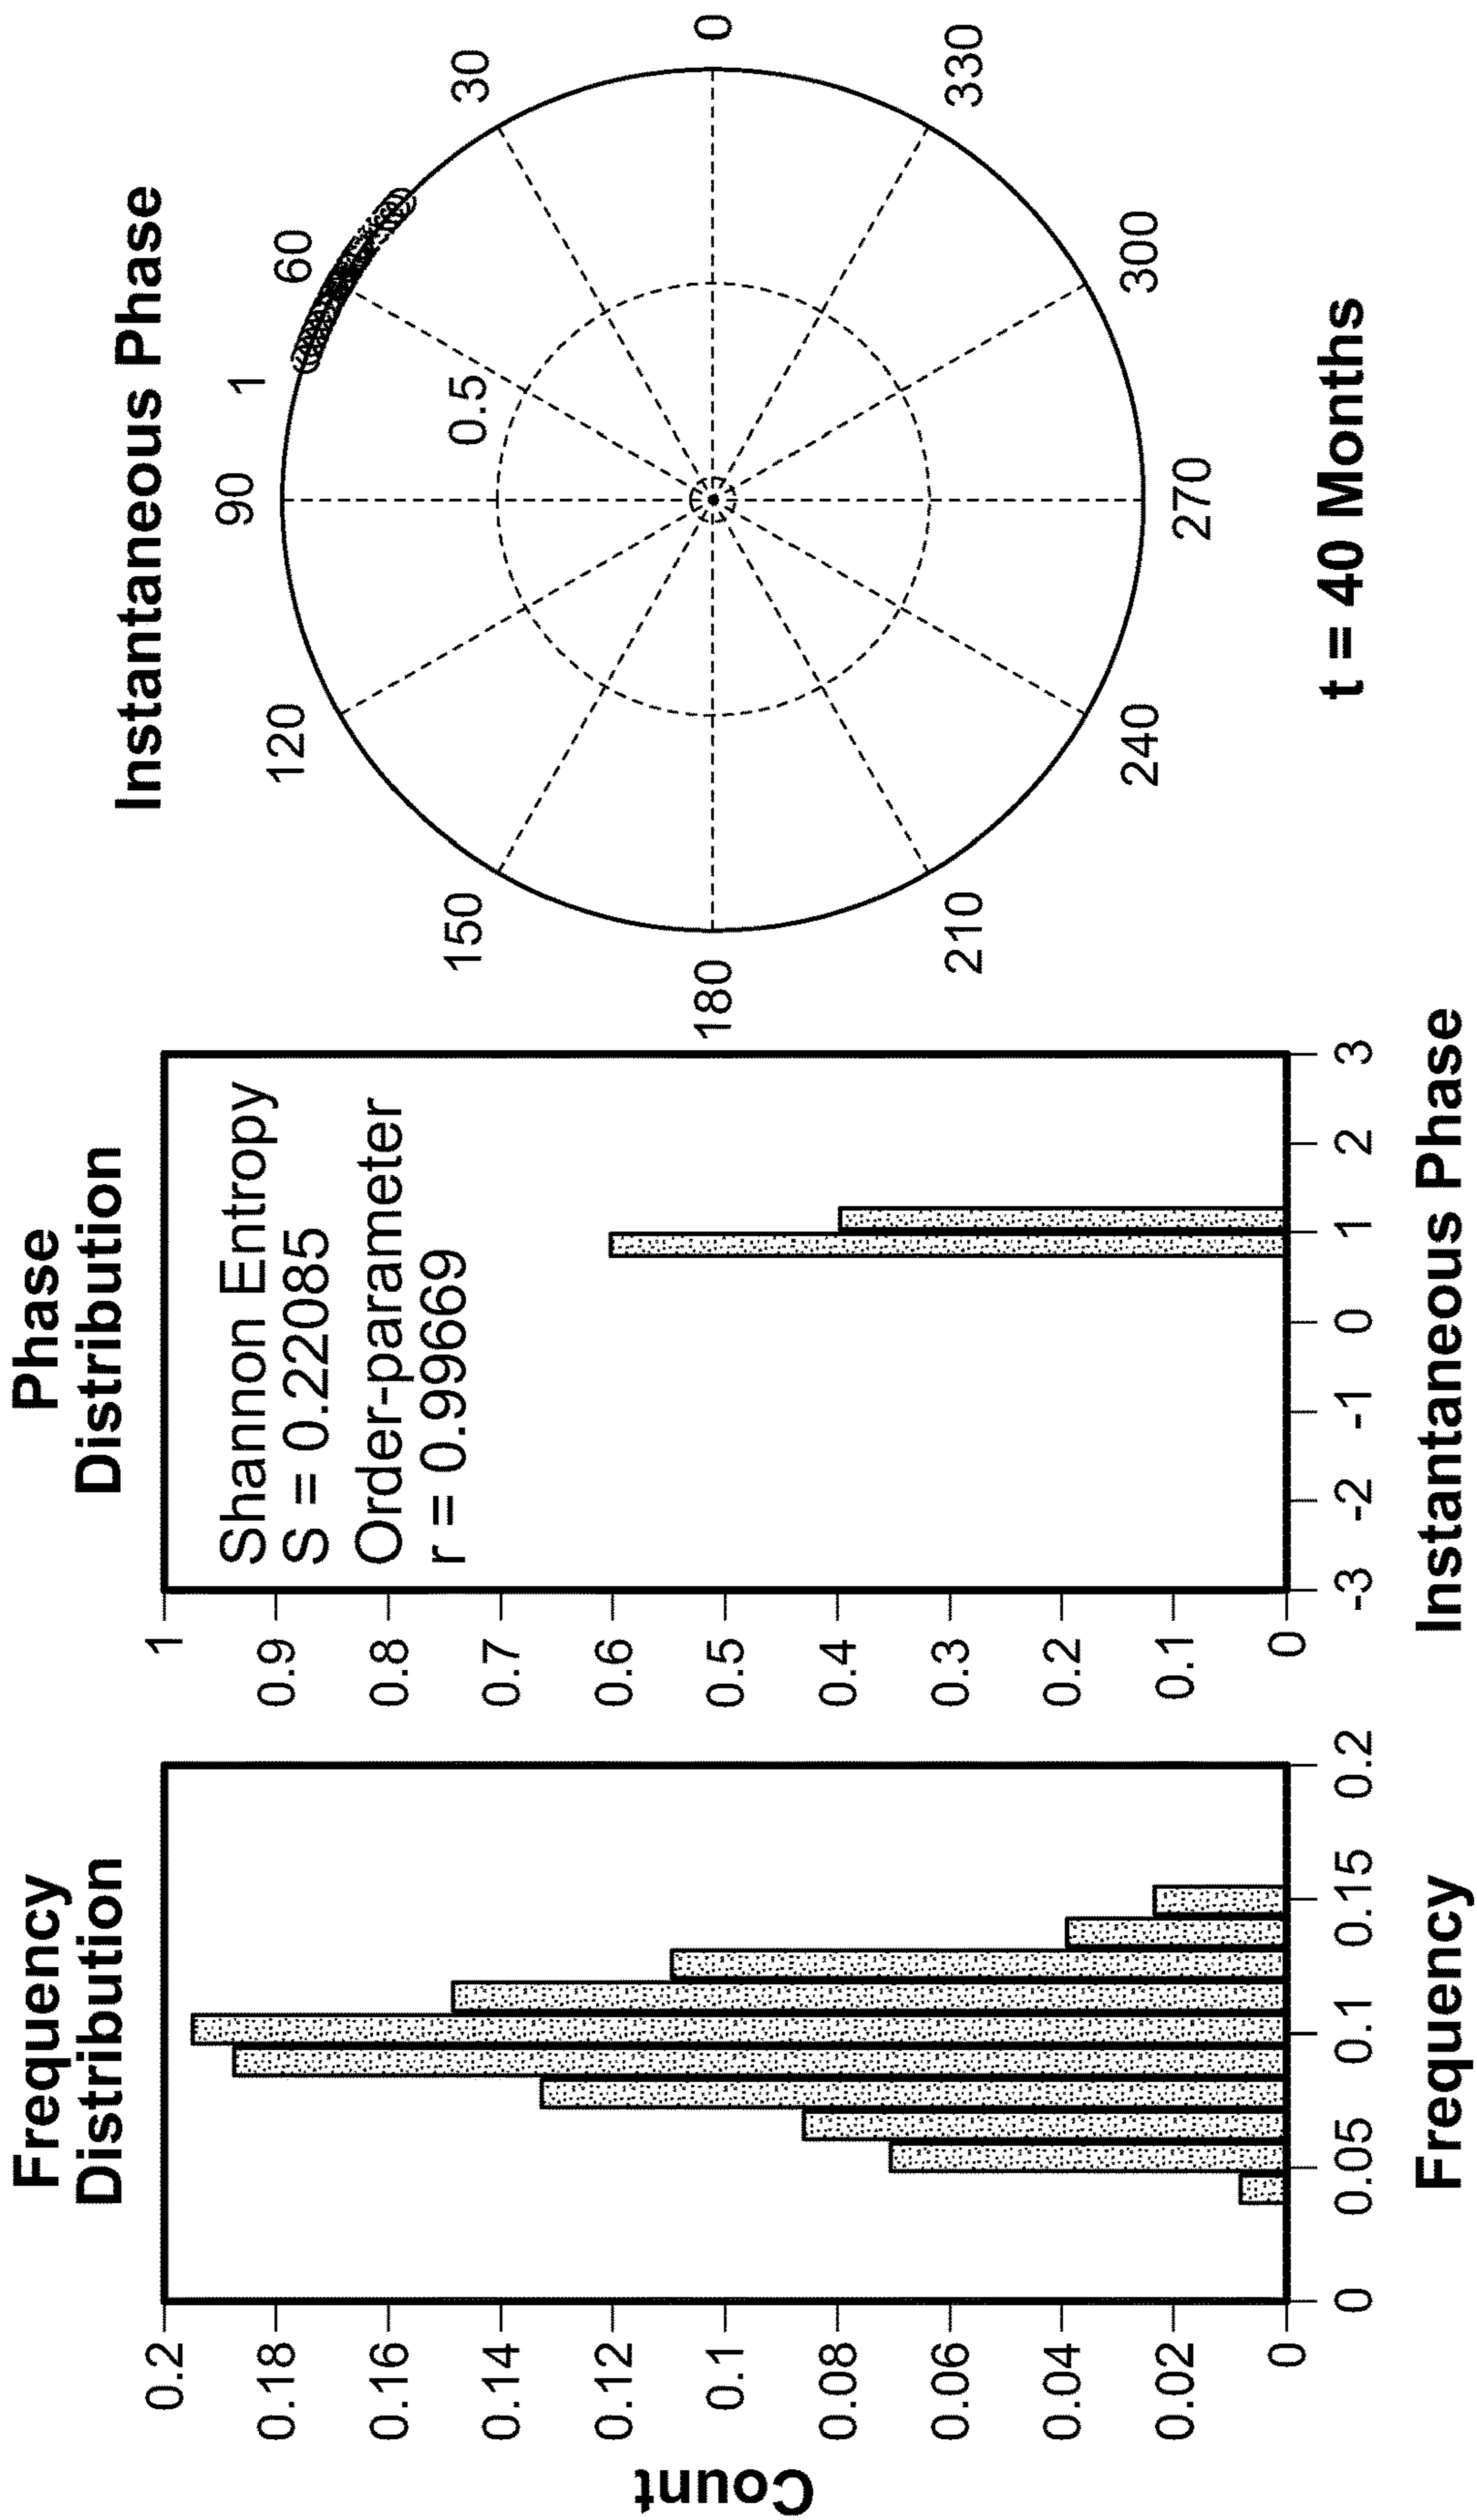 Frequency
Distribution
Count
0.2
0.18
0.16
0.14
0.12
0.1
0.08
0.06
0.04
0.02
0
0 0.05 0.1 0.15 0.2
Frequency
Phase
Distribution
Shannon Entropy
S = 0.22085
Order-parameter
r = 0.99669
1
0.9
0.8
0.7
0.6
0.5
0.4
0.3
0.2
0.1
0
-3 -2 -1 0 1 2 3
Instantaneous Phase
Instantaneous Phase
90
1
120 60
0.5
150 30
180 0
210 330
240 300
270
t = 40 Months